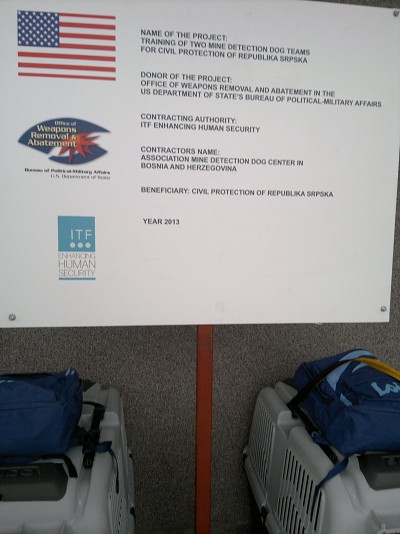 NAME OF THE PROJECT:
TRAINING OF TWO MINE DETECTION DOG TEAMS
FOR CIVIL PROTECTION OF REPUBLIKA SRPSKA
DONOR OF THE PROJECT:
OFFICE OF WEAPONS REMOVAL AND ABATEMENT IN THE
US DEPARTMENT OF STATE'S BUREAU OF POLITICAL-MILITARY AFFAIRS
Office of
Weapons
Removal &
Abatement
Bureau of Political-Military Affairs
U.S. Department of State
CONTRACTING AUTHORITY:
ITF ENHANCING HUMAN SECURITY
CONTRACTORS NAME:
ASSOCIATION MINE DETECTION DOG CENTER IN
BOSNIA AND HERZEGOVINA
BENEFICIARY: CIVIL PROTECTION OF REPUBLIKA SRPSKA
YEAR 2013
ITF
ENHANCING
HUMAN
SECURITY